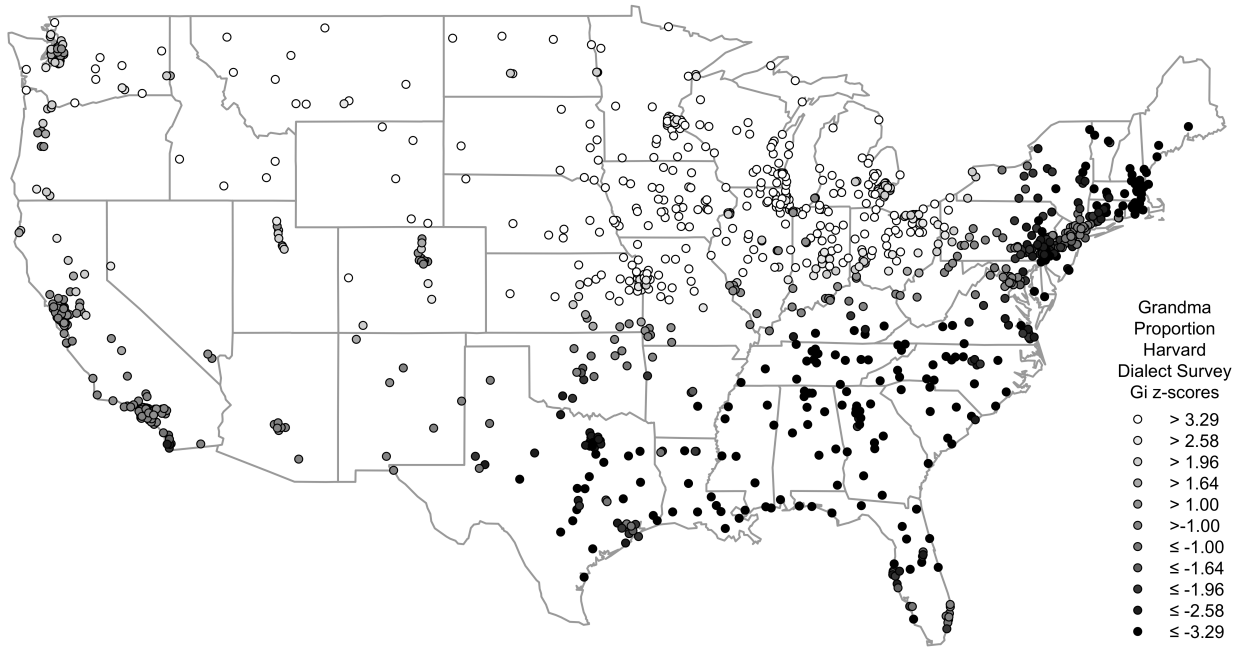 Grandma
Proportion
Harvard
Dialect Survey
Gi z-scores
> 3.29
> 2.58
> 1.96
> 1.64
> 1.00
>-1.00
≤ -1.00
≤ -1.64
≤ -1.96
≤ -2.58
≤ -3.29